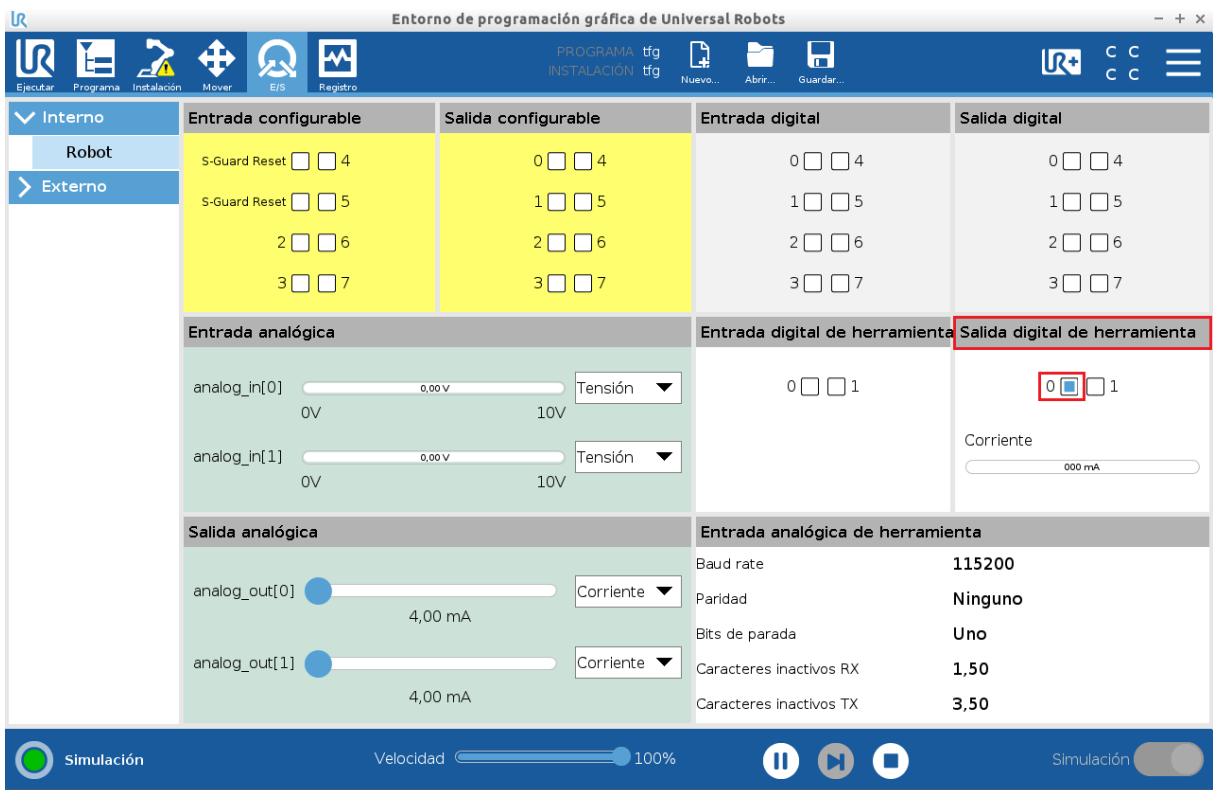 UR Entorno de programación gráfica de Universal Robots - + ×
UR
Ejecutar Programa Instalación Mover E/S Registro
PROGRAMA tfg
INSTALACIÓN tfg
Nuevo... Abrir... Guardar...
UR+
C C
C C
Interno
Robot
Externo
Entrada configurable
S-Guard Reset 4
S-Guard Reset 5
2 6
3 7
Salida configurable
0 4
1 5
2 6
3 7
Entrada digital
0 4
1 5
2 6
3 7
Salida digital
0 4
1 5
2 6
3 7
Entrada analógica
analog_in[0] 0,00 V Tensión
0V 10V
analog_in[1] 0,00 V Tensión
0V 10V
Entrada digital de herramienta
0 1
Salida digital de herramienta
0 1
Corriente
000 mA
Salida analógica
analog_out[0] Corriente
4,00 mA
analog_out[1] Corriente
4,00 mA
Entrada analógica de herramienta
Baud rate 115200
Paridad Ninguno
Bits de parada Uno
Caracteres inactivos RX 1,50
Caracteres inactivos TX 3,50
Simulación
Velocidad 100%
Simulación